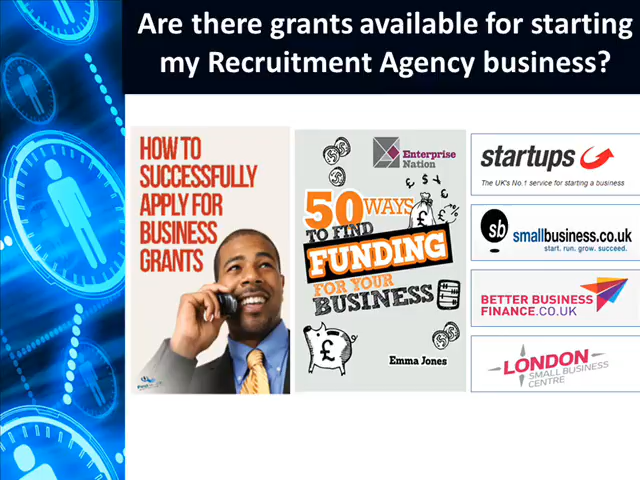 Are there grants available for starting
my Recruitment Agency business?
HOW TO
SUCCESSFULLY
APPLY FOR
BUSINESS
GRANTS
Enterprise
Nation
50 WAYS
TO FIND
FUNDING
FOR YOUR
BUSINESS
Emma Jones
startups
The UK's No.1 service for starting a business
sb
smallbusiness.co.uk
start. run. grow. succeed.
BETTER BUSINESS
FINANCE.CO.UK
LONDON
SMALL BUSINESS
CENTRE